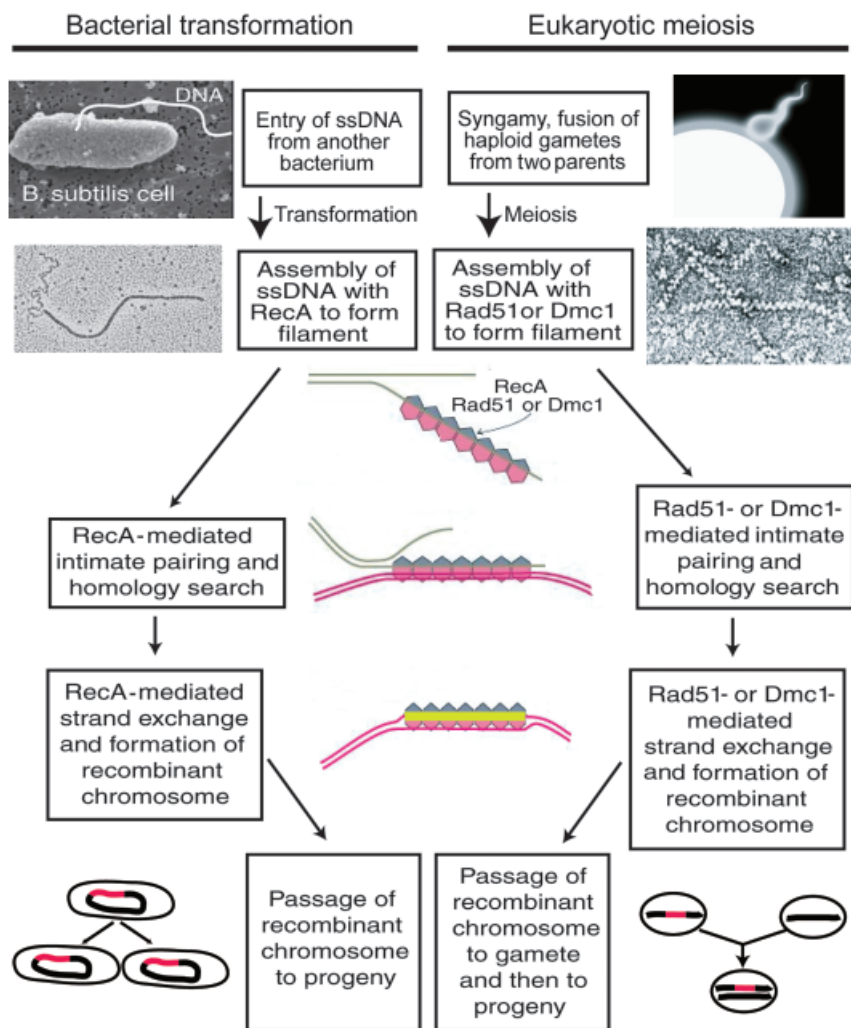 Bacterial transformation
Eukaryotic meiosis
DNA
B. subtilis cell
Entry of ssDNA
from another
bacterium
Syngamy, fusion of
haploid gametes
from two parents
Transformation
Meiosis
Assembly of
ssDNA with
RecA to form
filament
Assembly of
ssDNA with
Rad51or Dmc1
to form filament
RecA
Rad51 or Dmc1
RecA-mediated
intimate pairing and
homology search
Rad51- or Dmc1-
mediated intimate
pairing and
homology search
RecA-mediated
strand exchange
and formation of
recombinant
chromosome
Rad51- or Dmc1-
mediated
strand exchange
and formation of
recombinant
chromosome
Passage of
recombinant
chromosome
to progeny
Passage of
recombinant
chromosome
to gamete
and then to
progeny